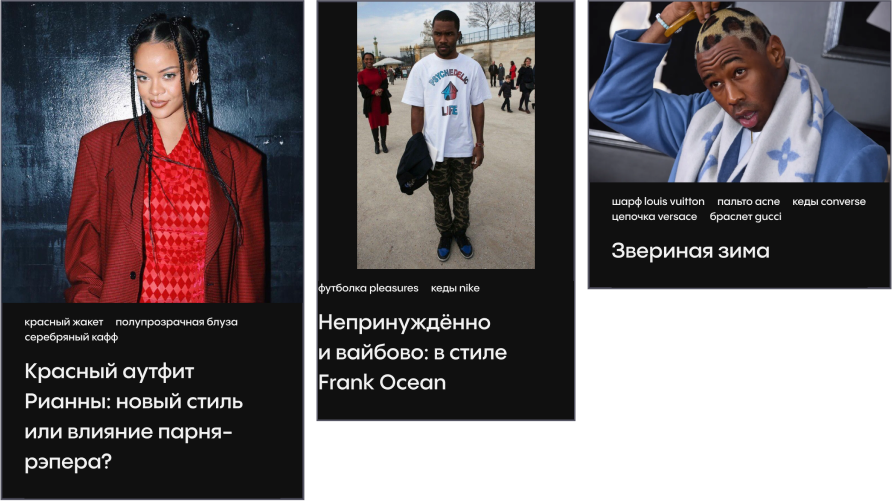 красный жакет полупрозрачная блуза
серебряный кафф
Красный аутфит
Рианны: новый стиль
или влияние парня-
рэпера?
PSYCHEDELIC
LIFE
футболка pleasures кеды nike
Непринуждённо
и вайбово: в стиле
Frank Ocean
шарф louis vuitton пальто acne кеды converse
цепочка versace браслет gucci
Звериная зима